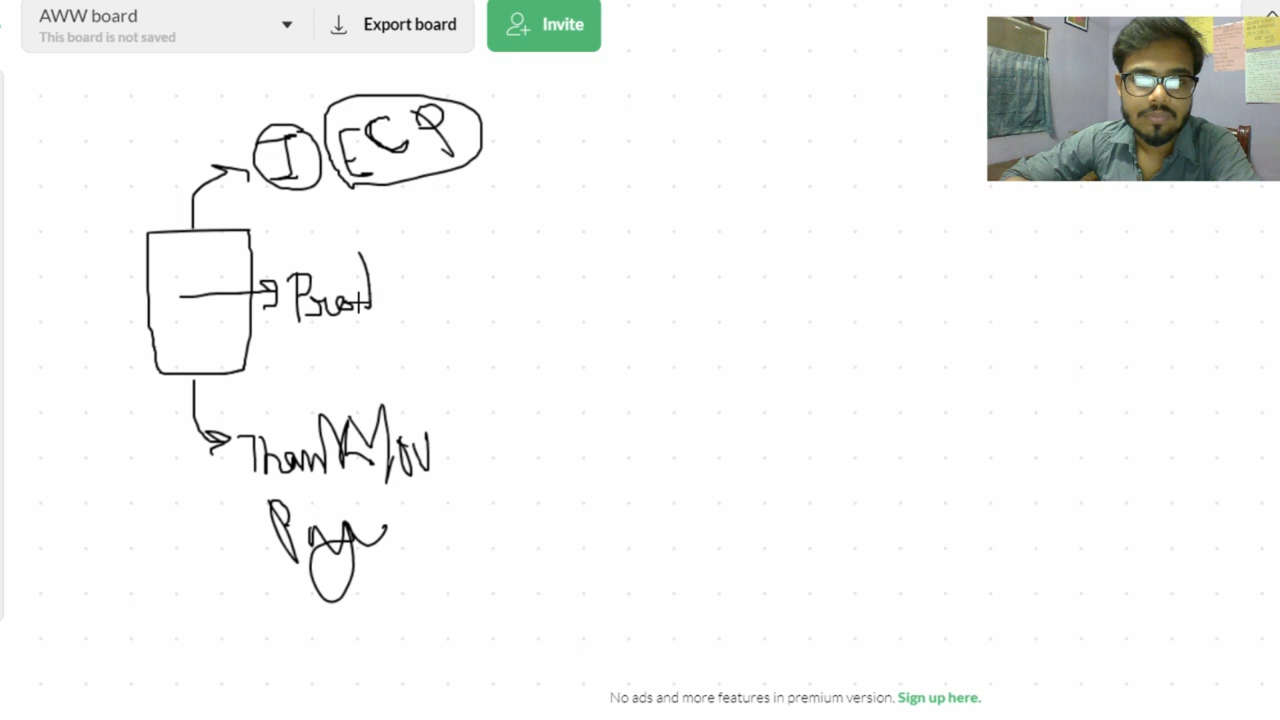 AWW board
This board is not saved
Export board
Invite
I ECP
Prod
Thank You
Page
No ads and more features in premium version. Sign up here.